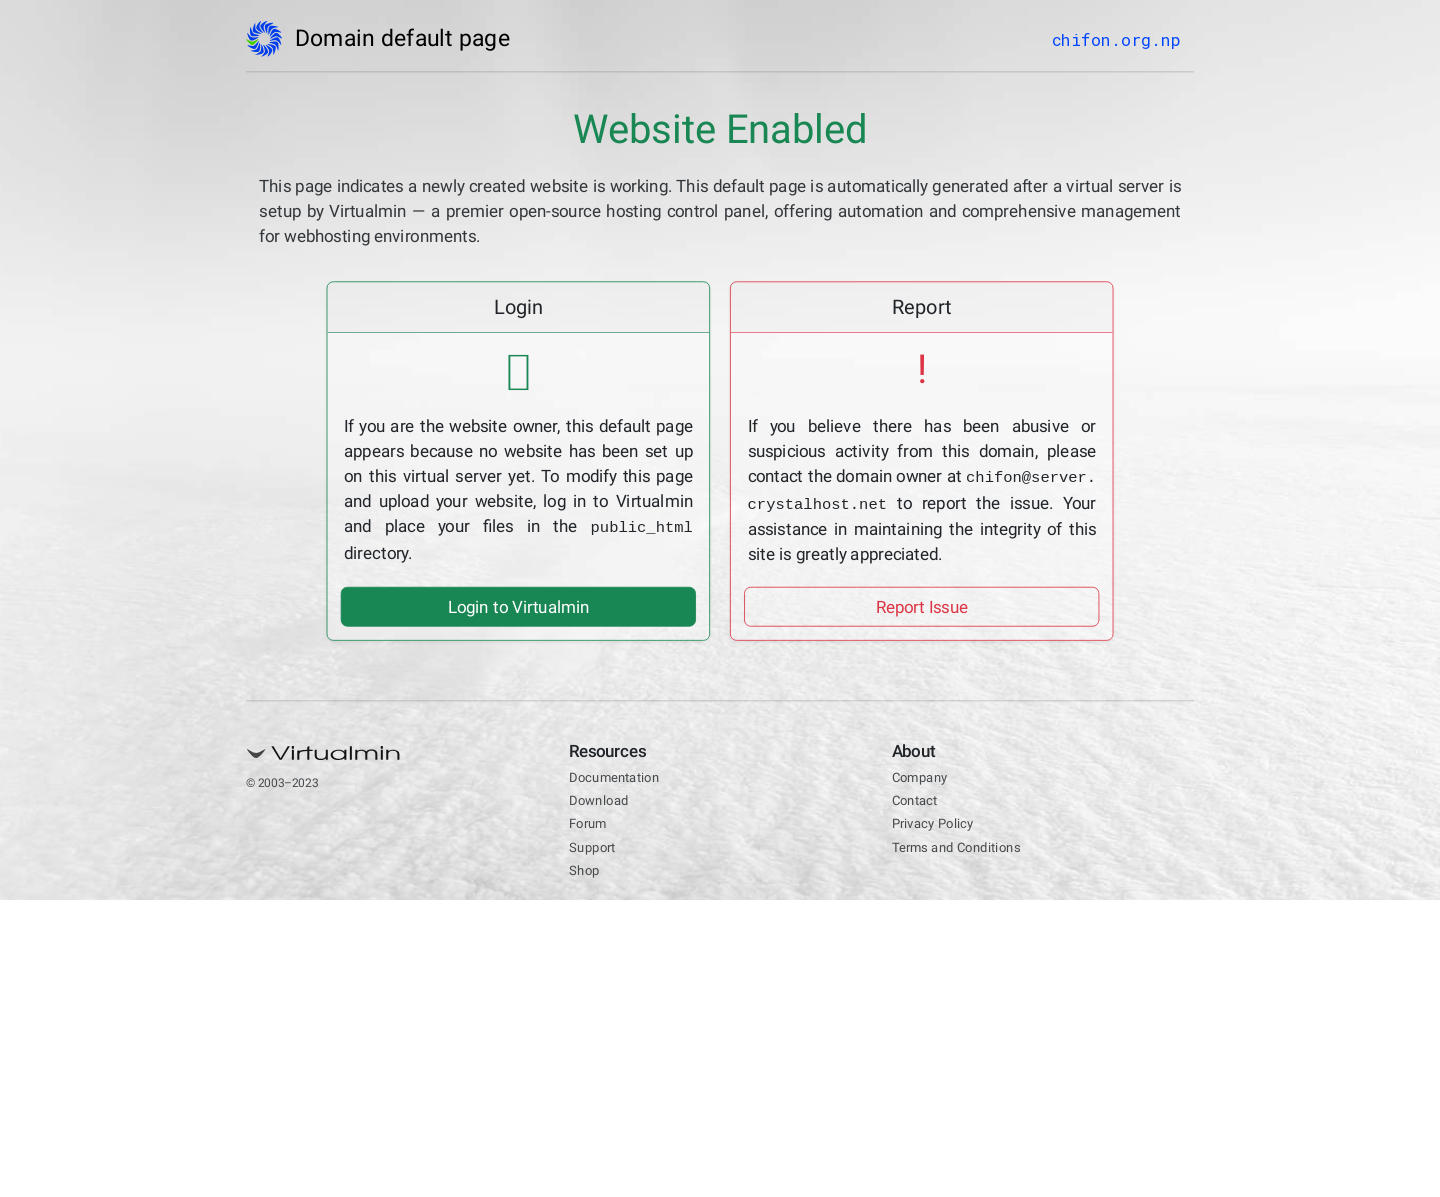 Domain default page
chifon.org.np
Website Enabled
This page indicates a newly created website is working. This default page is automatically generated after a virtual server is
setup by Virtualmin — a premier open-source hosting control panel, offering automation and comprehensive management
for webhosting environments.
Login
If you are the website owner, this default page
appears because no website has been set up
on this virtual server yet. To modify this page
and upload your website, log in to Virtualmin
and place your files in the public_html
directory.
Login to Virtualmin
Report
!
If you believe there has been abusive or
suspicious activity from this domain, please
contact the domain owner at chifon@server.
crystalhost.net to report the issue. Your
assistance in maintaining the integrity of this
site is greatly appreciated.
Report Issue
Virtualmin
© 2003–2023
Resources
Documentation
Download
Forum
Support
Shop
About
Company
Contact
Privacy Policy
Terms and Conditions